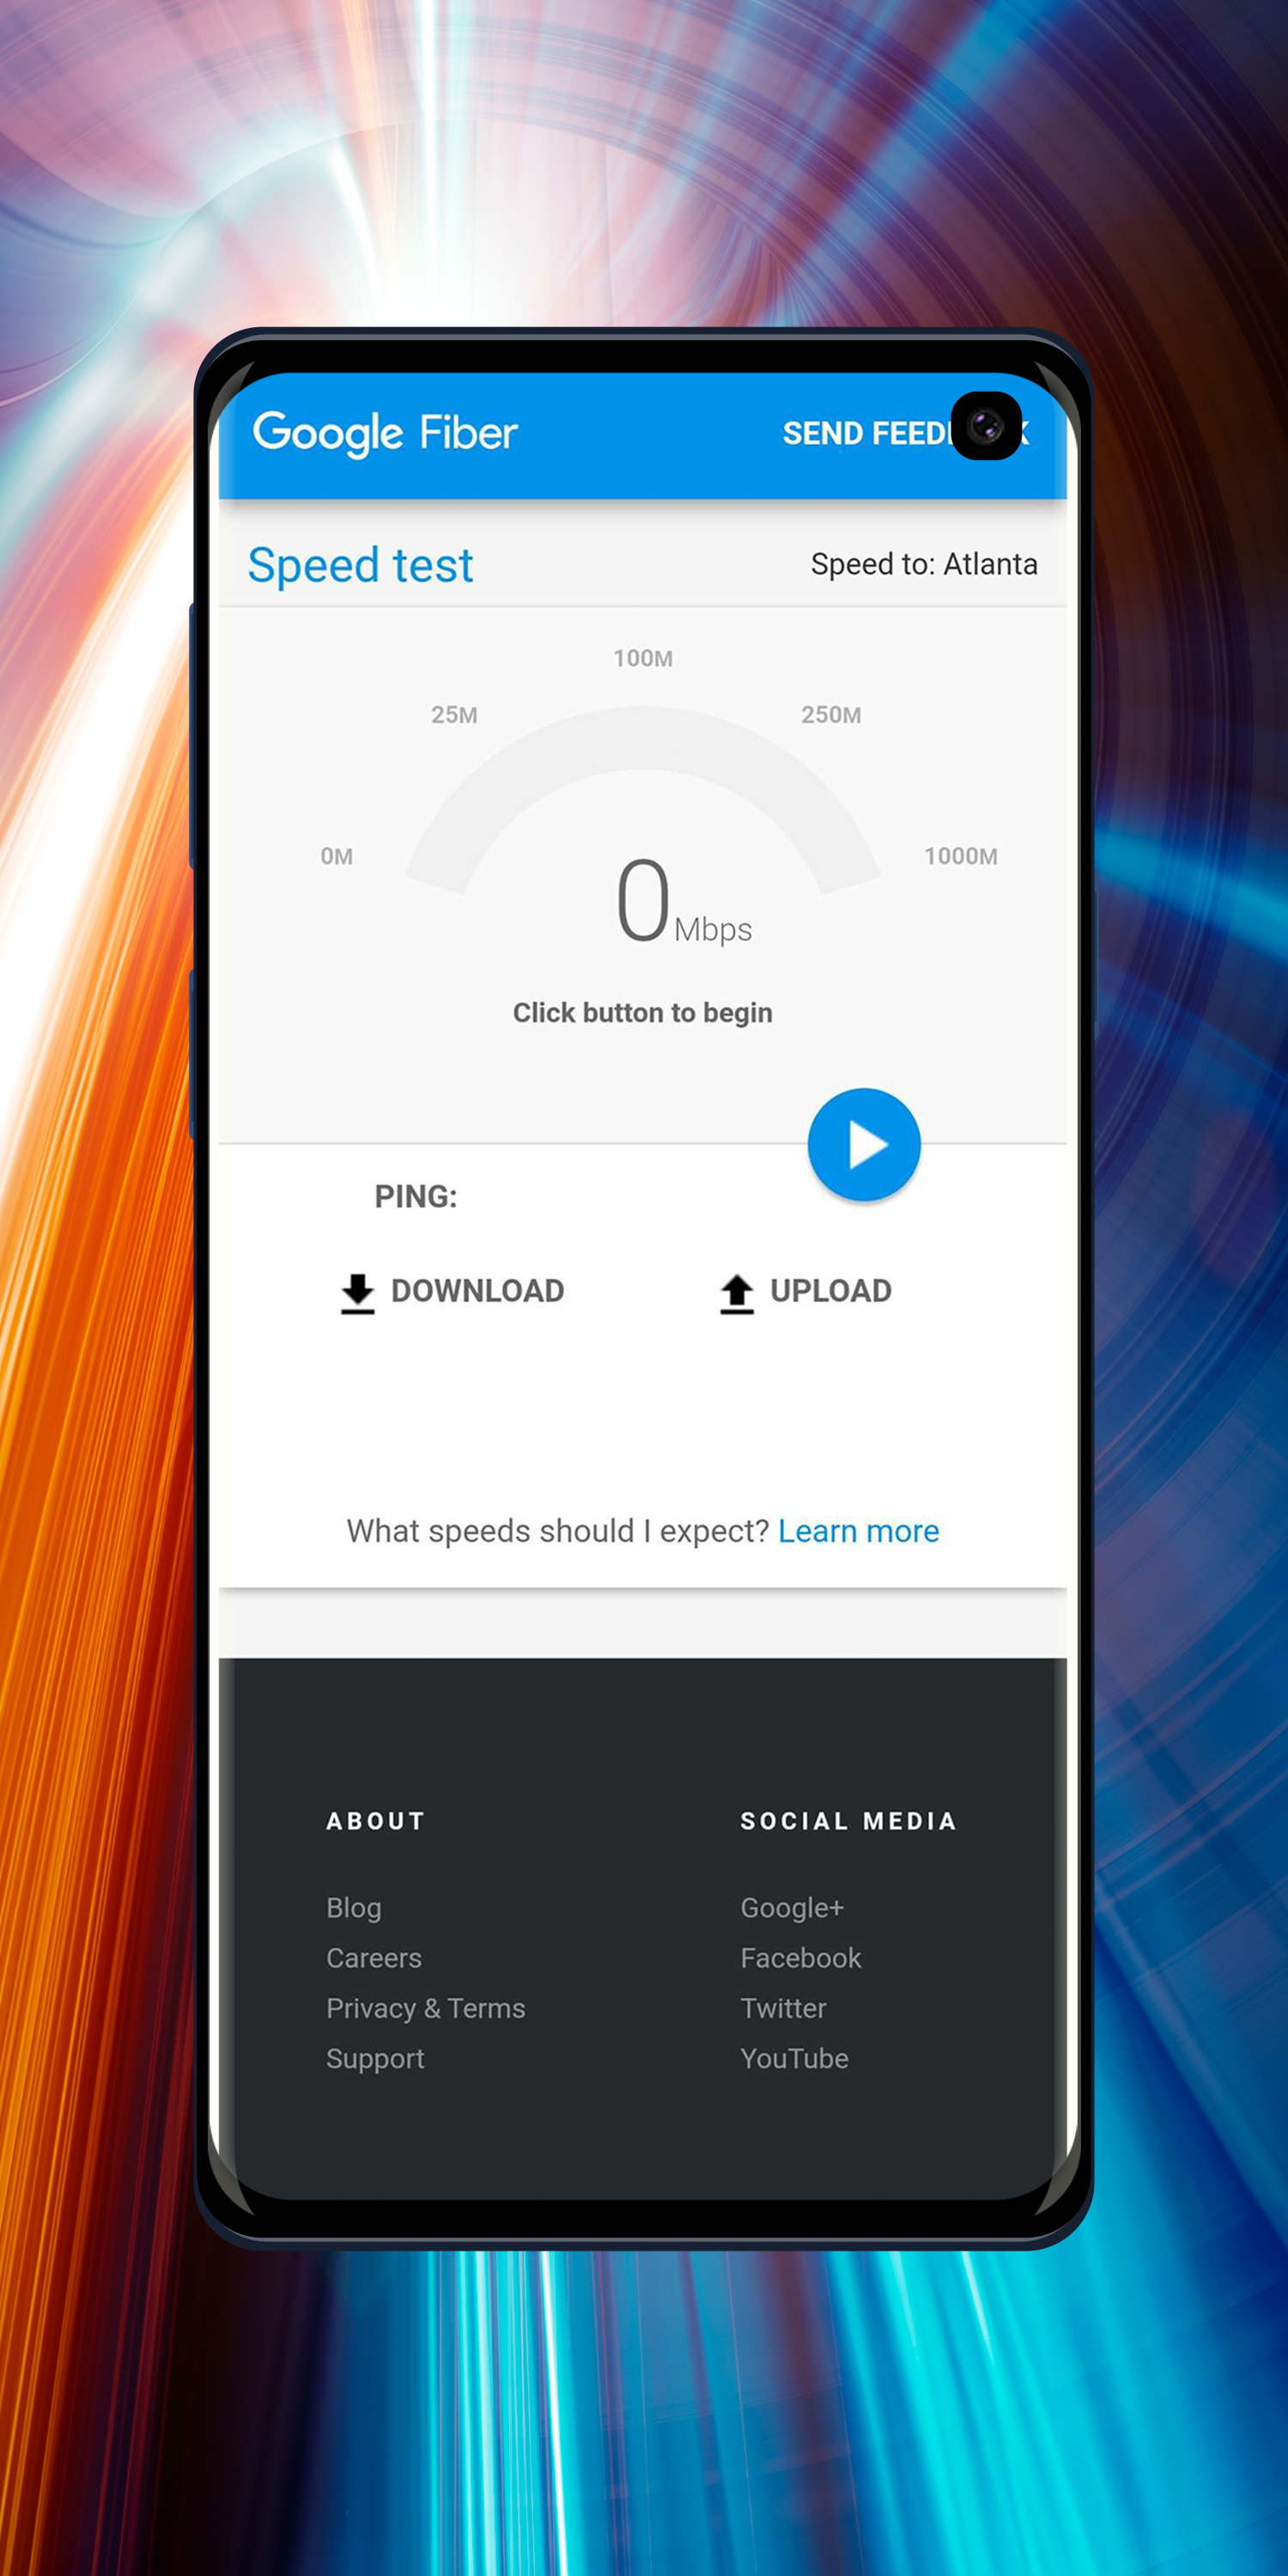 Google Fiber
SEND FEED
Speed test
Speed to: Atlanta
100M
25M
250M
0M
1000M
0 Mbps
Click button to begin
PING:
DOWNLOAD
UPLOAD
What speeds should I expect? Learn more
ABOUT
SOCIAL MEDIA
Blog
Google+
Careers
Facebook
Privacy & Terms
Twitter
Support
YouTube